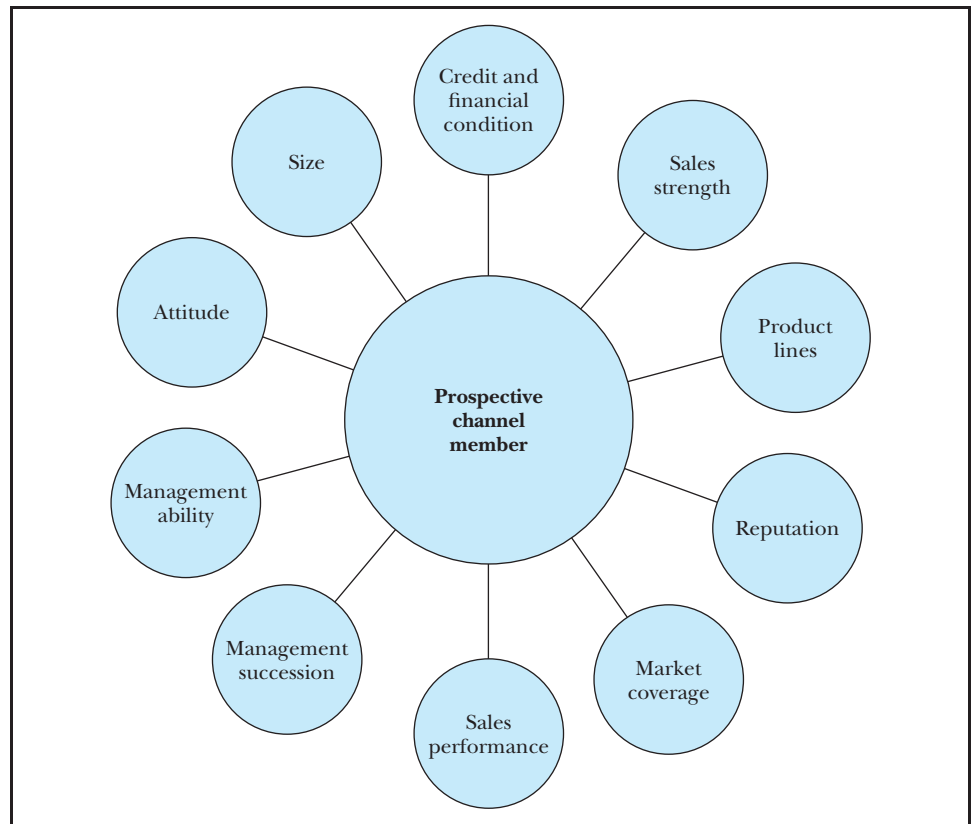 Credit and
financial
condition
Sales
strength
Product
lines
Reputation
Market
coverage
Sales
performance
Management
succession
Management
ability
Attitude
Size
Prospective
channel
member